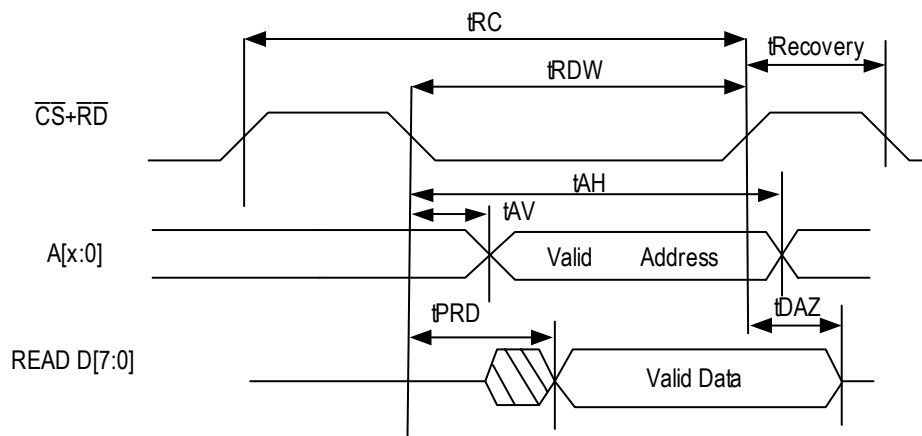 tRC
tRecovery
tRDW
CS+RD
tAH
tAV
A[x:0]
Valid Address
tPRD
tDAZ
READ D[7:0]
Valid Data